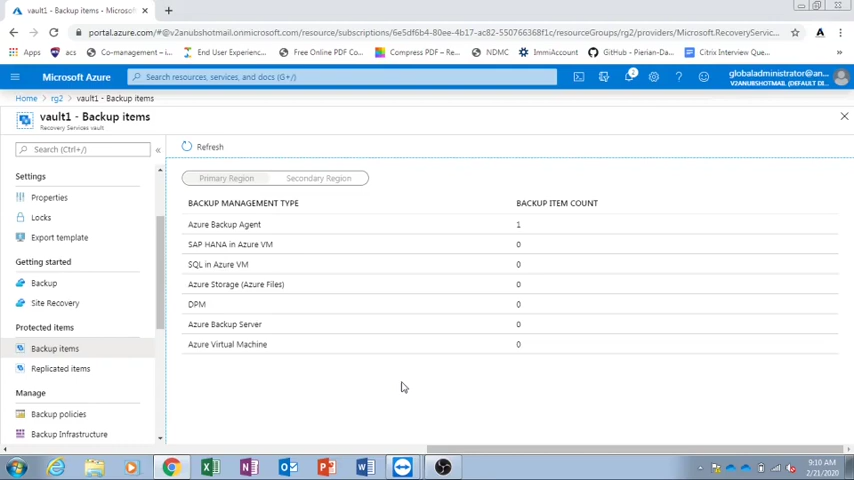 vault1 - Backup items - Microsoft
portal.azure.com/#@v2anubshotmail.onmicrosoft.com/resource/subscriptions/6e5df6b4-80ee-4b17-ac82-550766368f1c/resourceGroups/rg2/providers/Microsoft.RecoveryServic...
Apps acs Co-management – i... End User Experienc... Free Online PDF Co... Compress PDF – Re... NDMC ImmiAccount GitHub - Pierian-Da... Citrix Interview Que...
Microsoft Azure Search resources, services, and docs (G+/) 2 globaladministrator@an...
V2ANUBSHOTMAIL (DEFAULT DI...
Home > rg2 > vault1 - Backup items
vault1 - Backup items
Recovery Services vault
Search (Ctrl+/) « Refresh
Settings
Properties
Locks
Export template
Getting started
Backup
Site Recovery
Protected items
Backup items
Replicated items
Manage
Backup policies
Backup Infrastructure
Primary Region Secondary Region
BACKUP MANAGEMENT TYPE BACKUP ITEM COUNT
Azure Backup Agent 1
SAP HANA in Azure VM 0
SQL in Azure VM 0
Azure Storage (Azure Files) 0
DPM 0
Azure Backup Server 0
Azure Virtual Machine 0
9:10 AM
2/21/2020